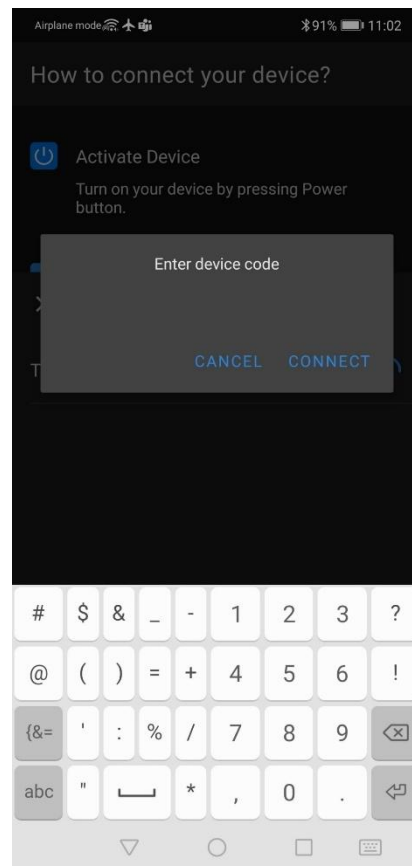 Airplane mode 91% 11:02
How to connect your device?
Activate Device
Turn on your device by pressing Power
button.
Enter device code
CANCEL CONNECT
T
# $ & _ - 1 2 3 ?
@ ( ) = + 4 5 6 !
{&= ' : % / 7 8 9
abc " * , 0 .